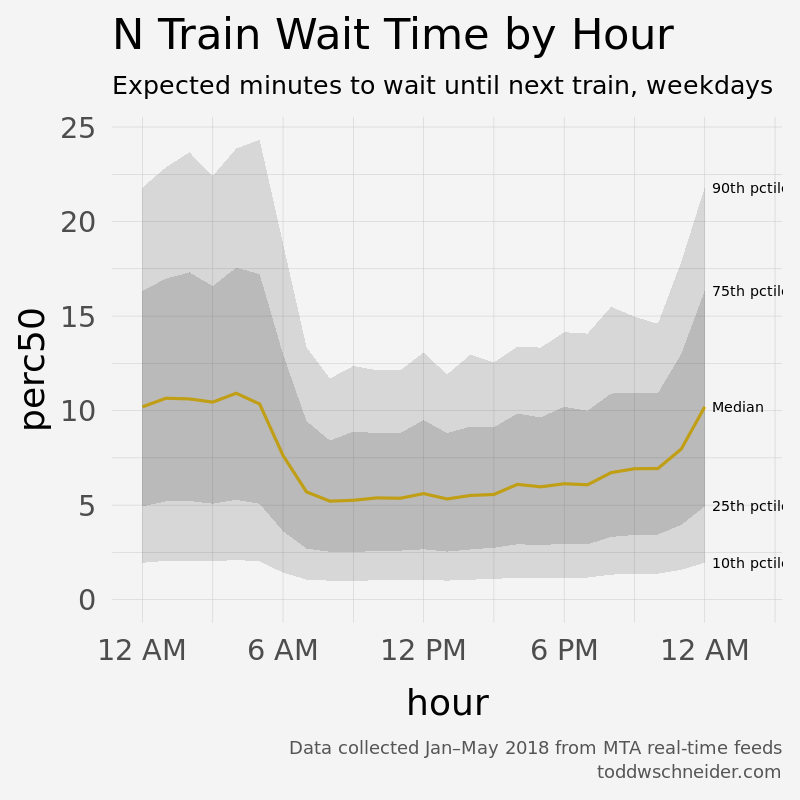 N Train Wait Time by Hour
Expected minutes to wait until next train, weekdays
25
20
15
10
5
0
perc50
90th pctile
75th pctile
Median
25th pctile
10th pctile
12 AM 6 AM 12 PM 6 PM 12 AM
hour
Data collected Jan–May 2018 from MTA real-time feeds
toddwschneider.com